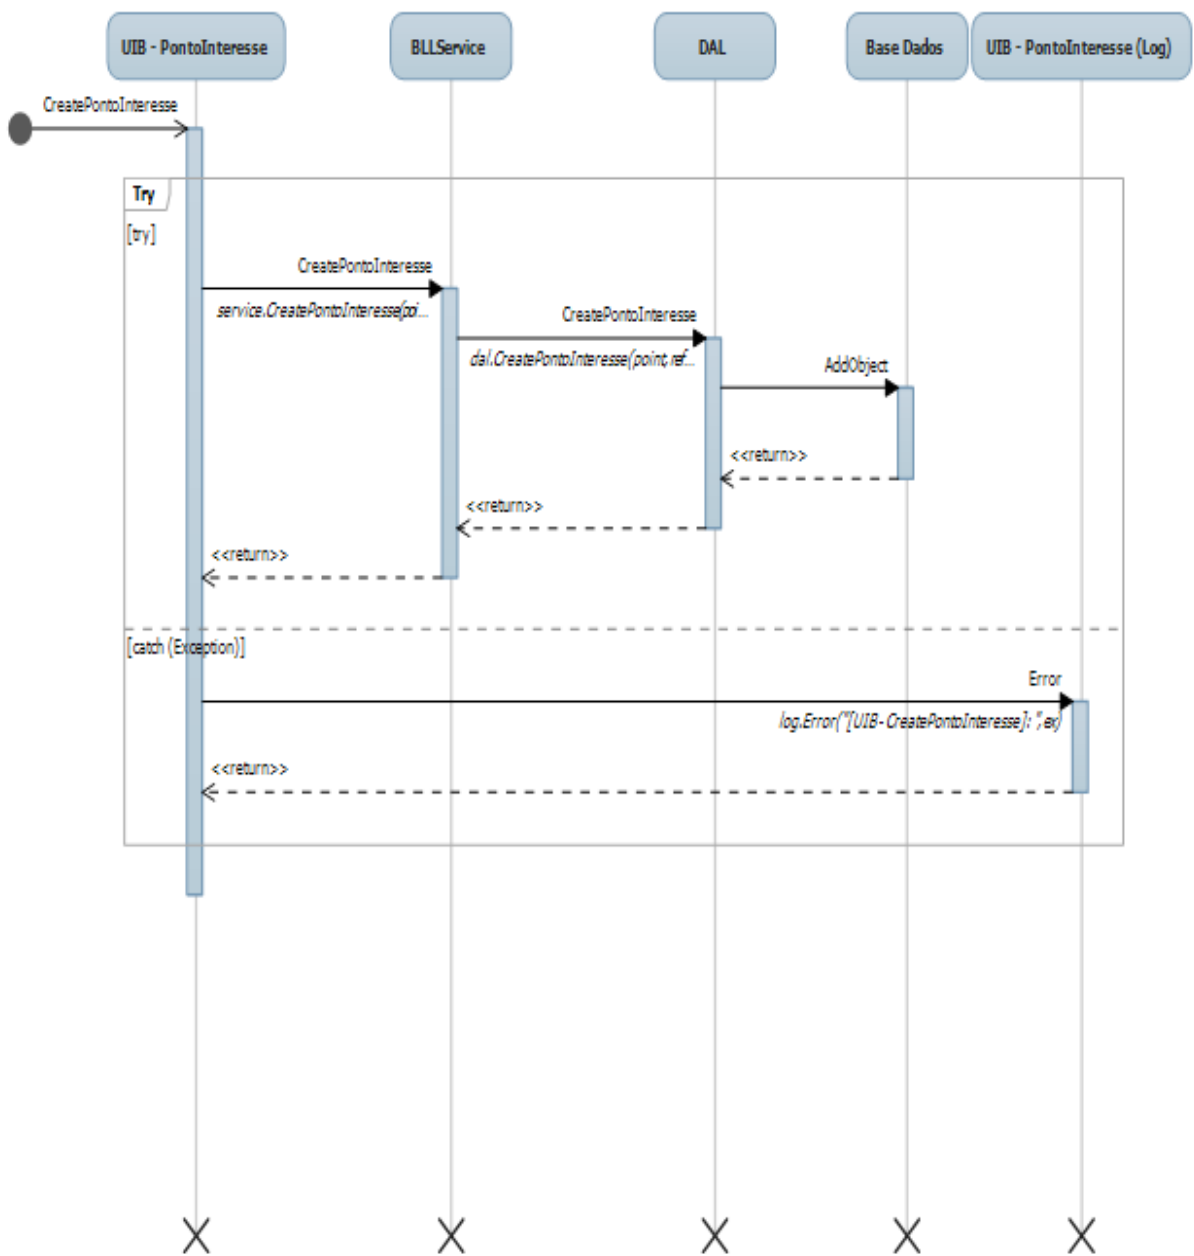 UIB - PontoInteresse
BLLService
DAL
Base Dados
UIB - PontoInteresse (Log)
CreatePontoInteresse
Try
[try]
CreatePontoInteresse
service.CreatePontoInteresse(poi...
CreatePontoInteresse
dal.CreatePontoInteresse(point, ref...
AddObject
<<return>>
<<return>>
<<return>>
[catch (Exception)]
Error
log.Error("[UIB - CreatePontoInteresse]: ", ex)
<<return>>